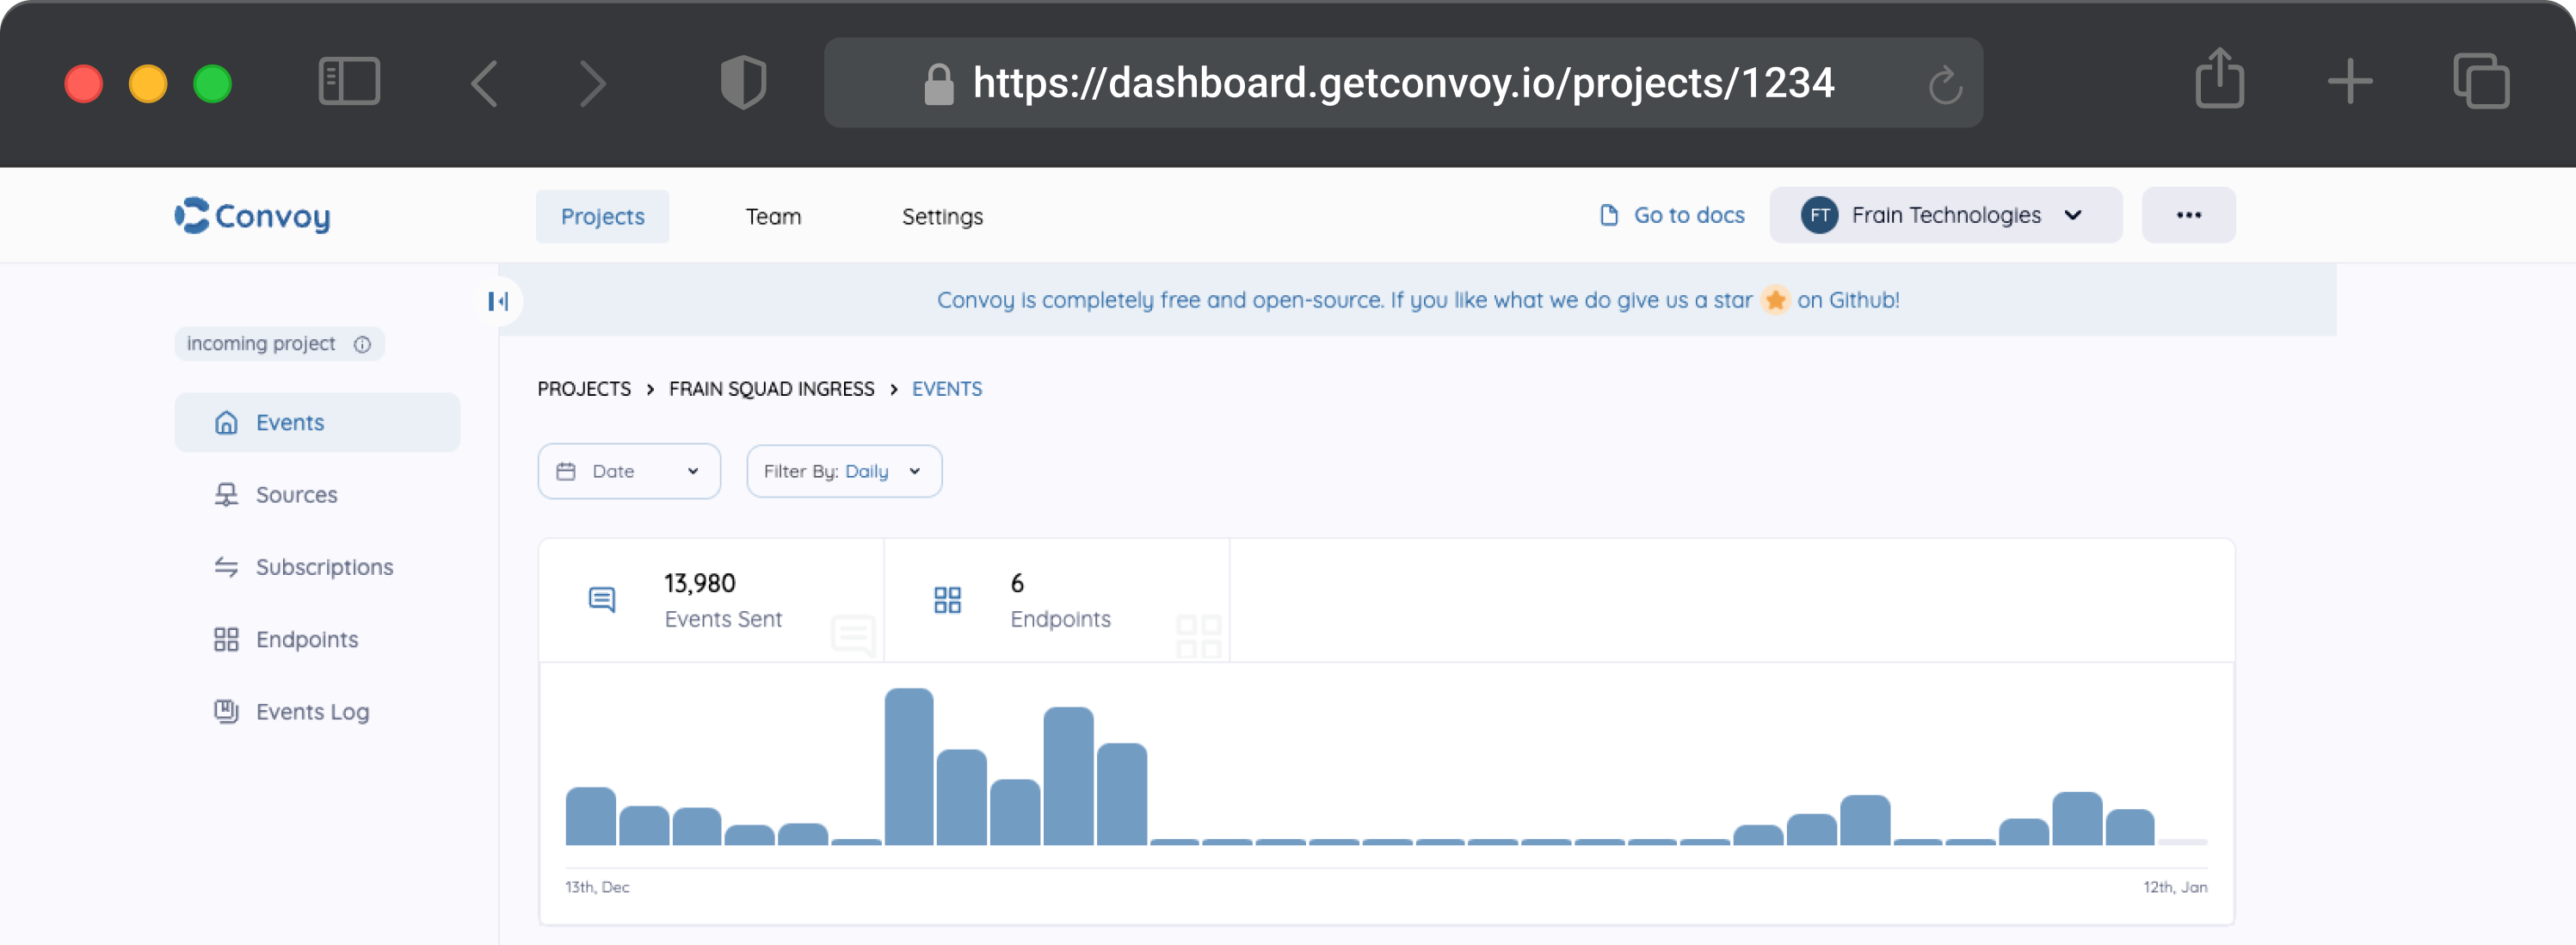 https://dashboard.getconvoy.io/projects/1234
Convoy
Projects
Team
Settings
Go to docs
FT
Frain Technologies
Convoy is completely free and open-source. If you like what we do give us a star ⭐ on Github!
incoming project
Events
Sources
Subscriptions
Endpoints
Events Log
PROJECTS > FRAIN SQUAD INGRESS > EVENTS
Date
Filter By: Daily
13,980
Events Sent
6
Endpoints
13th, Dec
12th, Jan